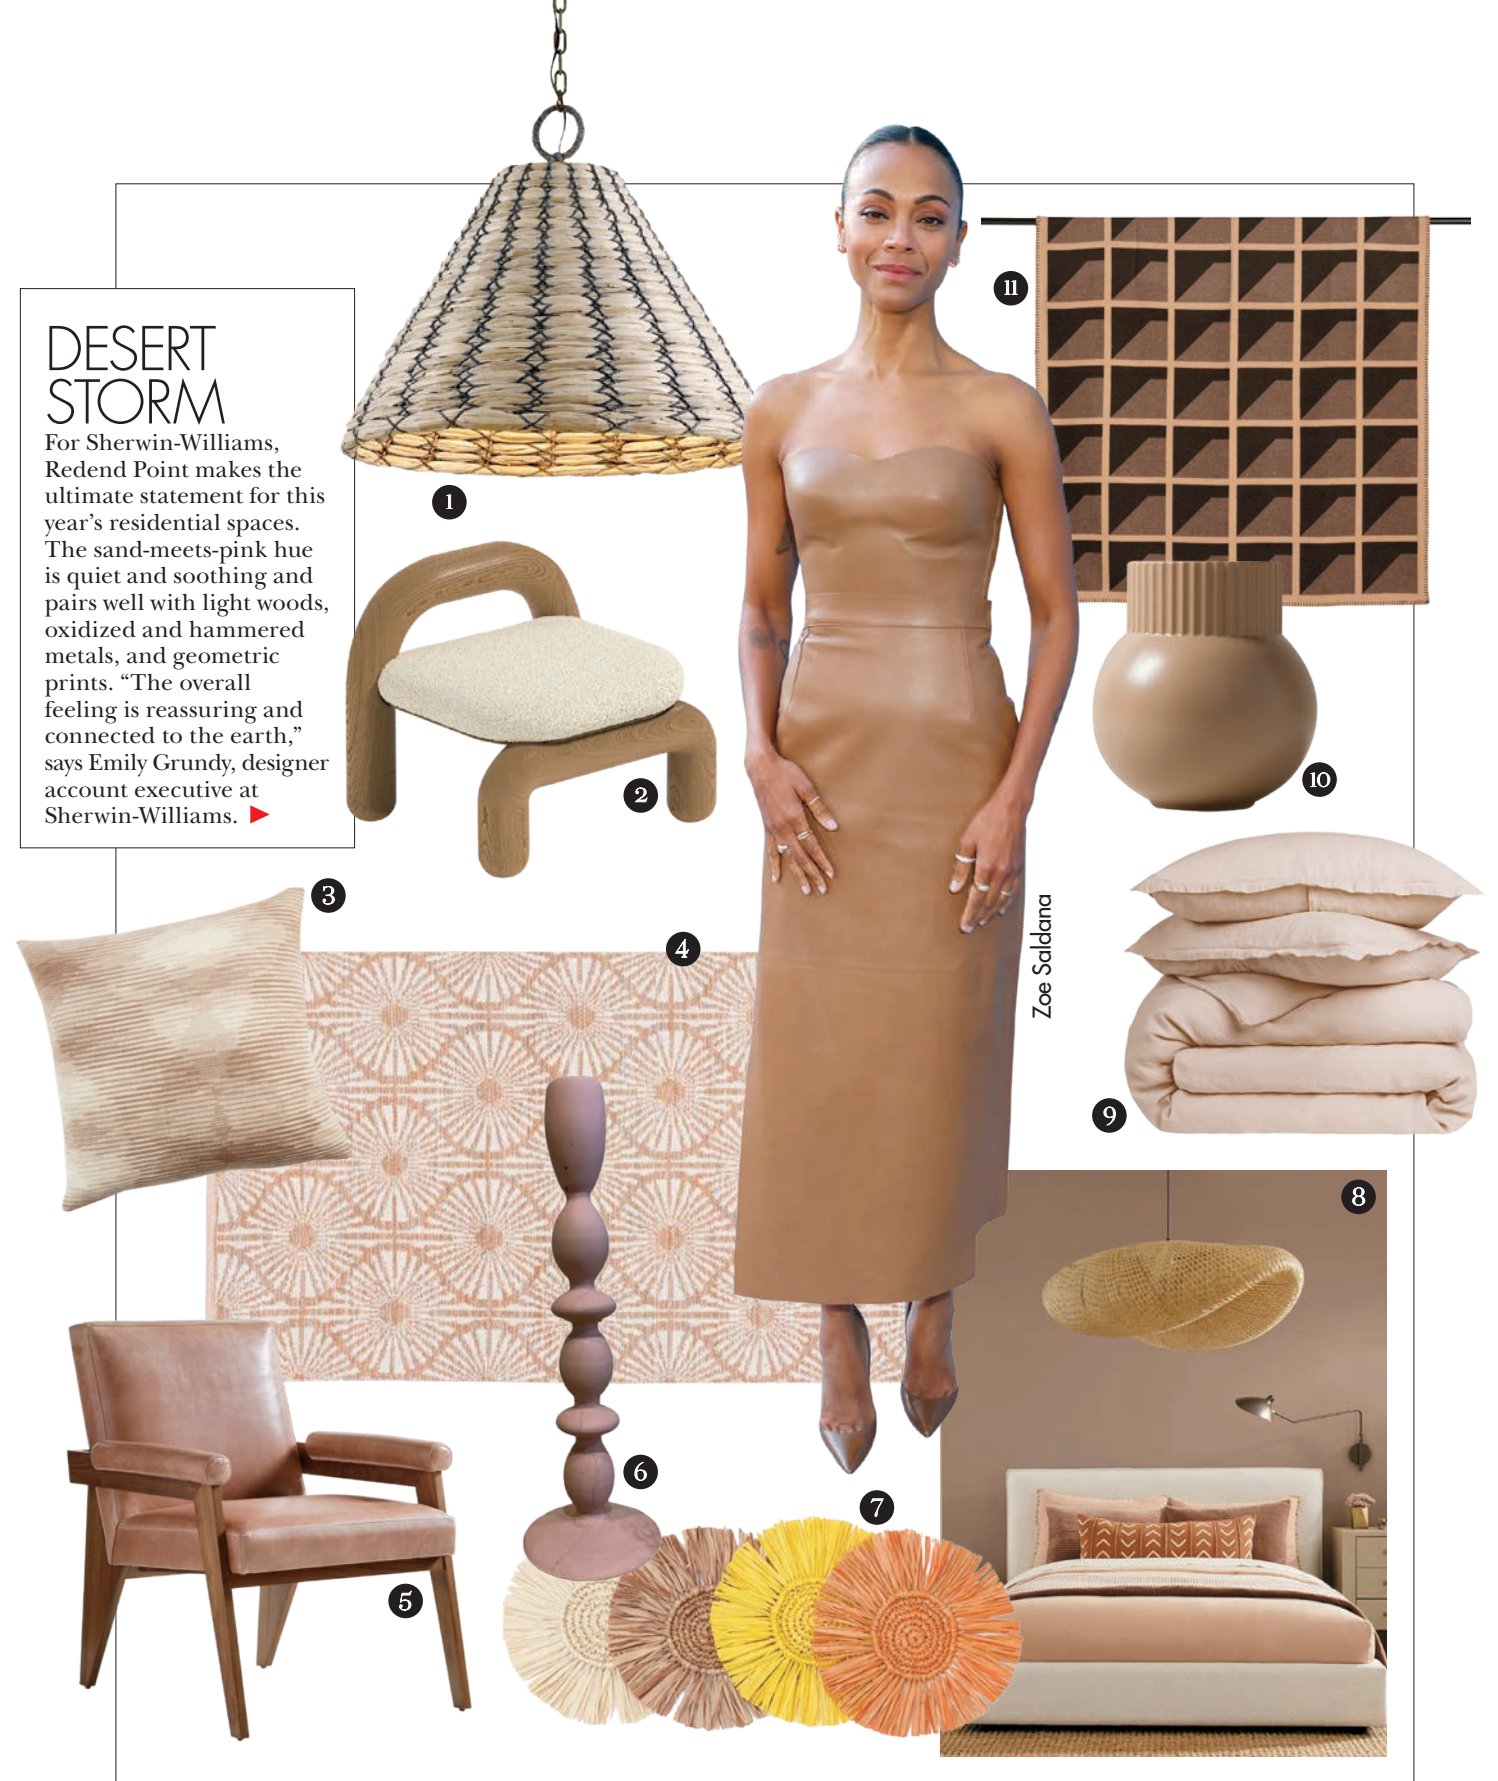 DESERT
STORM
For Sherwin-Williams,
Redend Point makes the
ultimate statement for this
year’s residential spaces.
The sand-meets-pink hue
is quiet and soothing and
pairs well with light woods,
oxidized and hammered
metals, and geometric
prints. “The overall
feeling is reassuring and
connected to the earth,”
says Emily Grundy, designer
account executive at
Sherwin-Williams.
1
2
3
4
5
6
7
8
9
10
11
Zoe Saldana